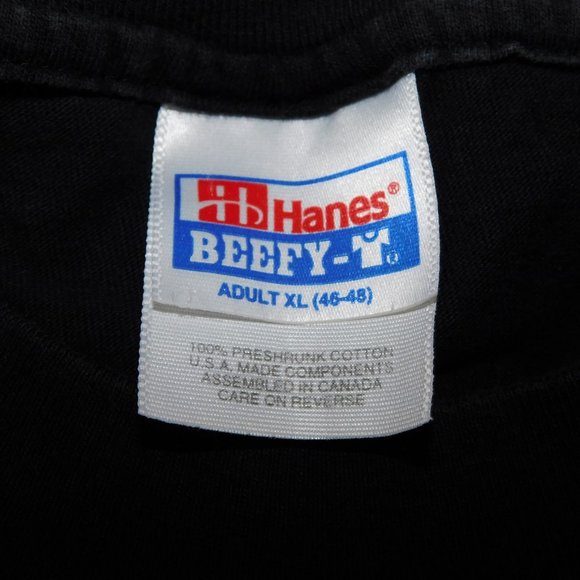 Hanes®
BEEFY-T®
ADULT XL (46-48)
100% PRESHRUNK COTTON
U.S.A. MADE COMPONENTS
ASSEMBLED IN CANADA
CARE ON REVERSE